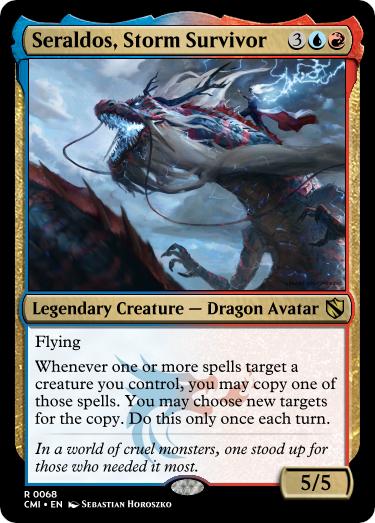 Seraldos, Storm Survivor 3
Legendary Creature — Dragon Avatar
Flying
Whenever one or more spells target a
creature you control, you may copy one of
those spells. You may choose new targets
for the copy. Do this only once each turn.
In a world of cruel monsters, one stood up for
those who needed it most.
5/5
R 0068
CMI • EN Sebastian Horoszko